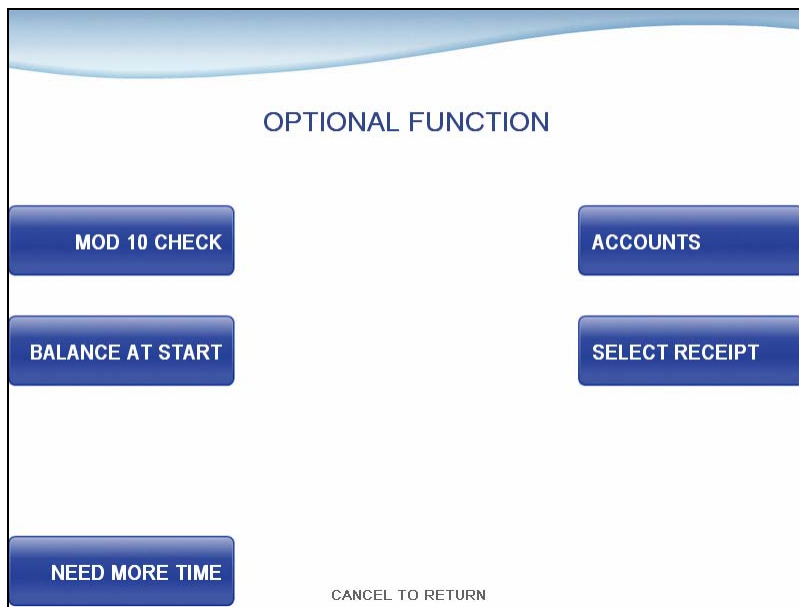 OPTIONAL FUNCTION
MOD 10 CHECK
ACCOUNTS
BALANCE AT START
SELECT RECEIPT
NEED MORE TIME
CANCEL TO RETURN